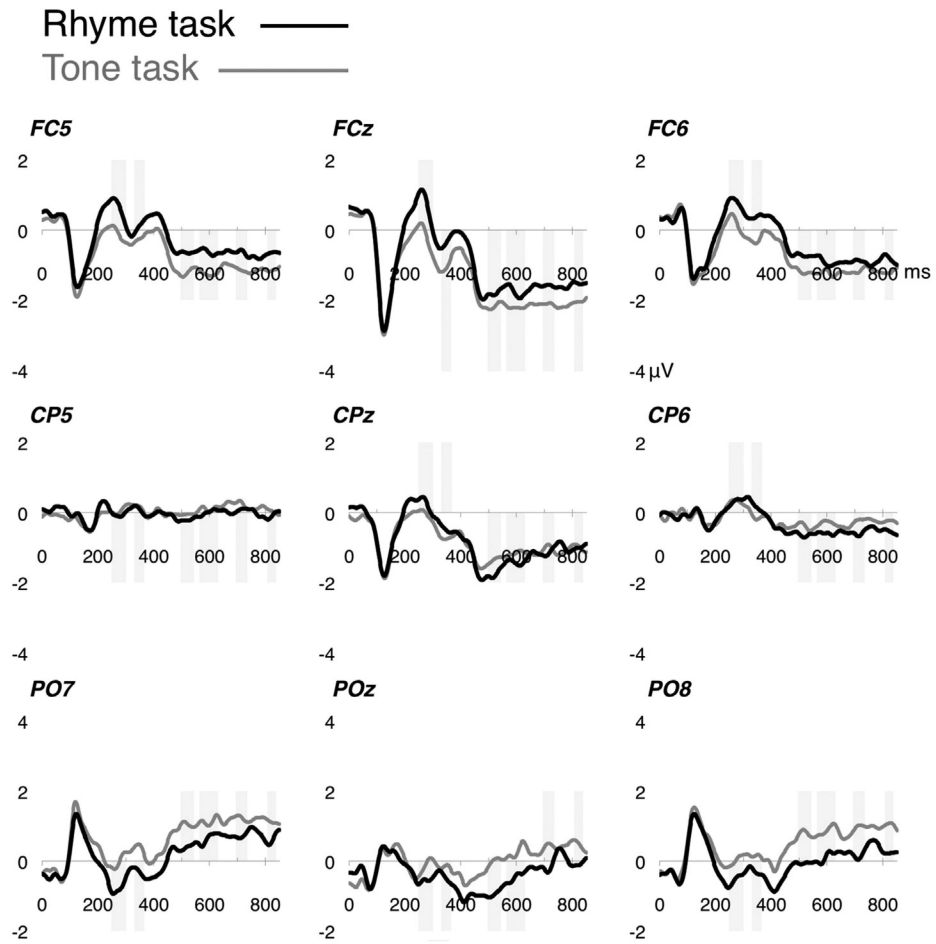 Rhyme task
Tone task
FC5 FCz FC6
2 2 2
0 0 0
0 200 400 600 800 0 200 400 600 800 0 200 400 600 800 ms
-2 -2 -2
-4 -4 -4 µV
CP5 CPz CP6
2 2 2
0 0 0
0 200 400 600 800 0 200 400 600 800 0 200 400 600 800
-2 -2 -2
-4 -4 -4
PO7 POz PO8
4 4 4
2 2 2
0 0 0
0 200 400 600 800 0 200 400 600 800 0 200 400 600 800
-2 -2 -2